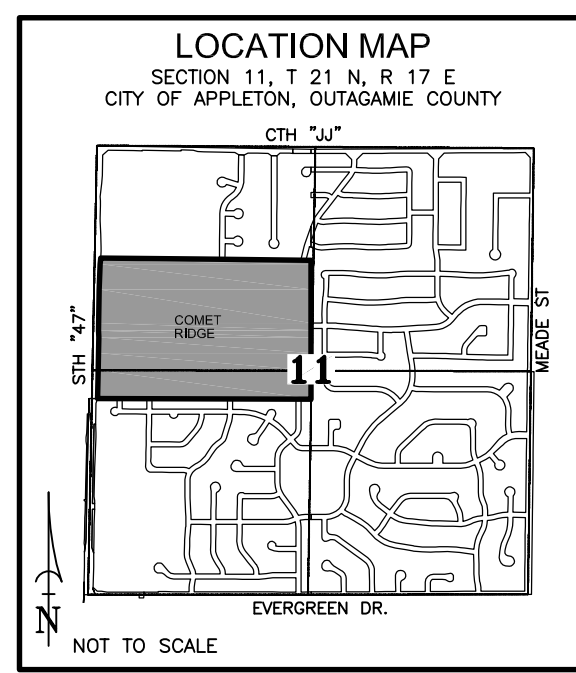 LOCATION MAP
SECTION 11, T 21 N, R 17 E
CITY OF APPLETON, OUTAGAMIE COUNTY
CTH "JJ"
COMET
RIDGE
STH "47"
11
MEADE ST
EVERGREEN DR.
N
NOT TO SCALE